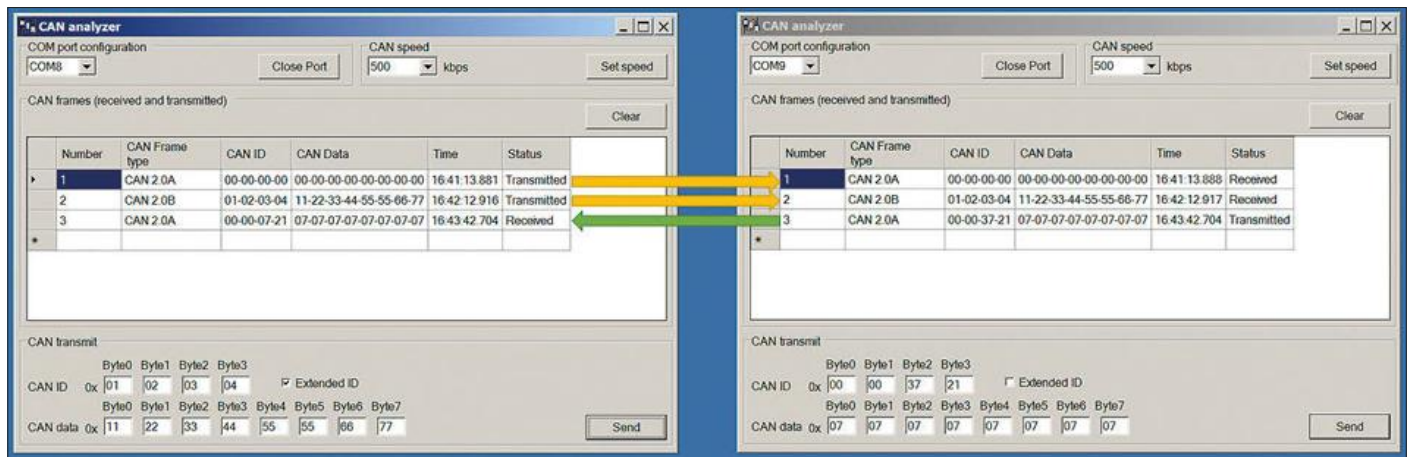 CAN analyzer
COM port configuration CAN speed
COM8 Close Port 500 kbps Set speed
CAN frames (received and transmitted)
Clear
Number CAN Frame type CAN ID CAN Data Time Status
1 CAN 2.0A 00-00-00-00 00-00-00-00-00-00-00-00 16:41:13.881 Transmitted
2 CAN 2.0B 01-02-03-04 11-22-33-44-55-55-66-77 16:42:12.916 Transmitted
3 CAN 2.0A 00-00-07-21 07-07-07-07-07-07-07-07 16:43:42.704 Received
*
CAN transmit
Byte0 Byte1 Byte2 Byte3
CAN ID 0x 01 02 03 04 Extended ID
Byte0 Byte1 Byte2 Byte3 Byte4 Byte5 Byte6 Byte7
CAN data 0x 11 22 33 44 55 55 66 77 Send
CAN analyzer
COM port configuration CAN speed
COM9 Close Port 500 kbps Set speed
CAN frames (received and transmitted)
Clear
Number CAN Frame type CAN ID CAN Data Time Status
1 CAN 2.0A 00-00-00-00 00-00-00-00-00-00-00-00 16:41:13.888 Received
2 CAN 2.0B 01-02-03-04 11-22-33-44-55-55-66-77 16:42:12.917 Received
3 CAN 2.0A 00-00-37-21 07-07-07-07-07-07-07-07 16:43:42.704 Transmitted
*
CAN transmit
Byte0 Byte1 Byte2 Byte3
CAN ID 0x 00 00 37 21 Extended ID
Byte0 Byte1 Byte2 Byte3 Byte4 Byte5 Byte6 Byte7
CAN data 0x 07 07 07 07 07 07 07 07 Send